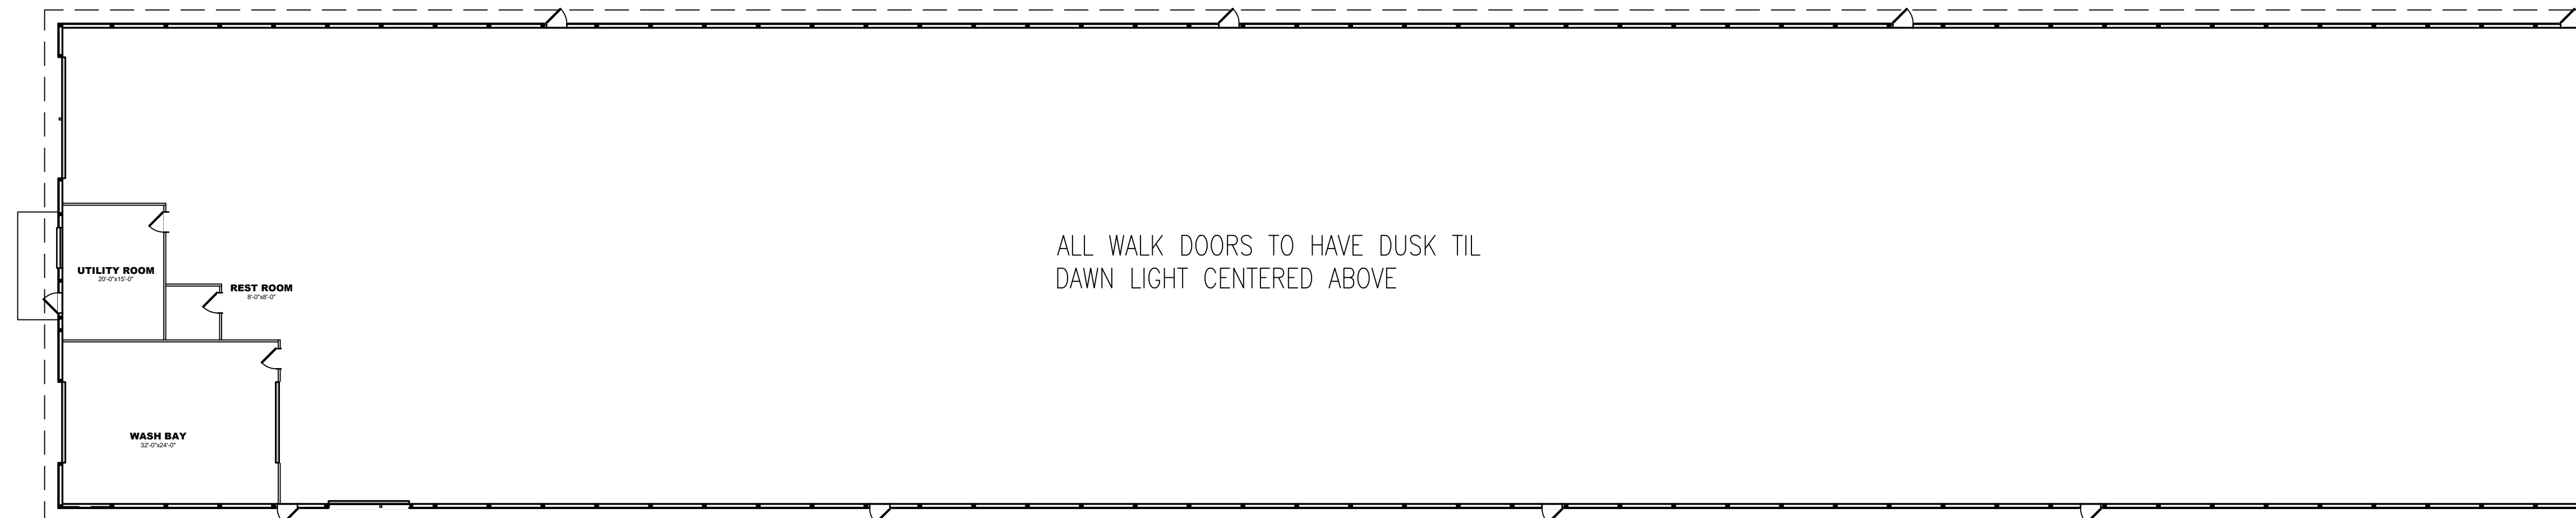 ALL WALK DOORS TO HAVE DUSK TIL
DAWN LIGHT CENTERED ABOVE
UTILITY ROOM
20'-0"x15'-0"
REST ROOM
8'-0"x8'-0"
WASH BAY
32'-0"x24'-0"